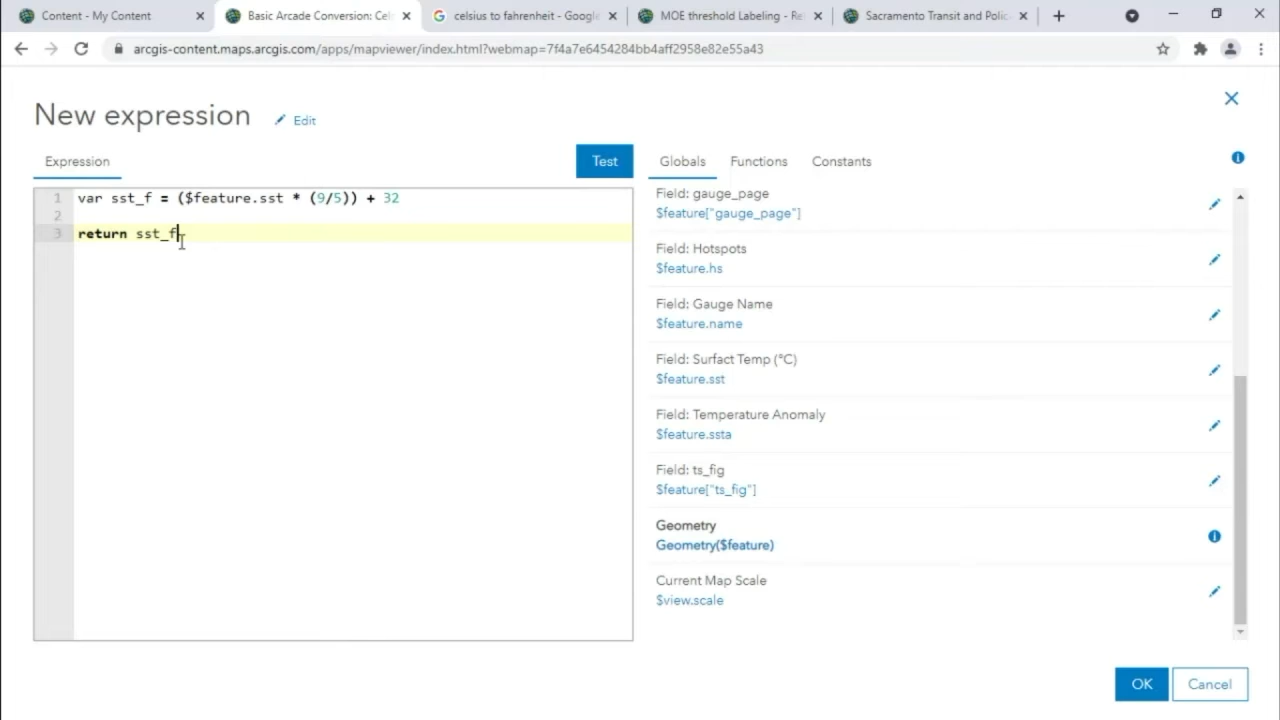 Content - My Content
Basic Arcade Conversion: Cel
celsius to fahrenheit - Google
MOE threshold Labeling - Re
Sacramento Transit and Polic
arcgis-content.maps.arcgis.com/apps/mapviewer/index.html?webmap=7f4a7e6454284bb4aff2958e82e55a43
New expression
Edit
Expression
Test
Globals
Functions
Constants
1 var sst_f = ($feature.sst * (9/5)) + 32
2
3 return sst_f
Field: gauge_page
$feature["gauge_page"]
Field: Hotspots
$feature.hs
Field: Gauge Name
$feature.name
Field: Surfact Temp (°C)
$feature.sst
Field: Temperature Anomaly
$feature.ssta
Field: ts_fig
$feature["ts_fig"]
Geometry
Geometry($feature)
Current Map Scale
$view.scale
OK
Cancel